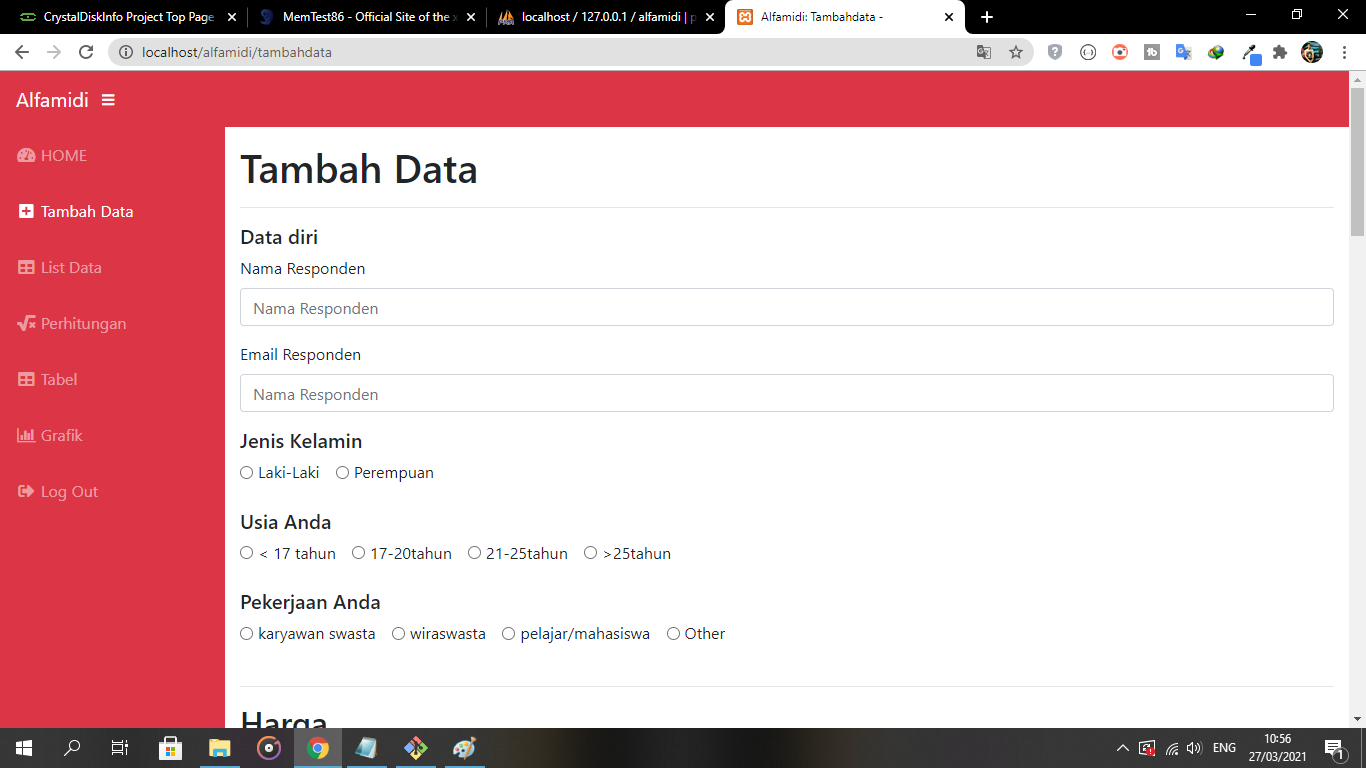 CrystalDiskInfo Project Top Page
MemTest86 - Official Site of the x
localhost / 127.0.0.1 / alfamidi | p
Alfamidi: Tambahdata -
localhost/alfamidi/tambahdata
Alfamidi
HOME
Tambah Data
List Data
Perhitungan
Tabel
Grafik
Log Out
Tambah Data
Data diri
Nama Responden
Nama Responden
Email Responden
Nama Responden
Jenis Kelamin
Laki-Laki Perempuan
Usia Anda
< 17 tahun 17-20tahun 21-25tahun >25tahun
Pekerjaan Anda
karyawan swasta wiraswasta pelajar/mahasiswa Other
Harga
ENG
10:56
27/03/2021
1